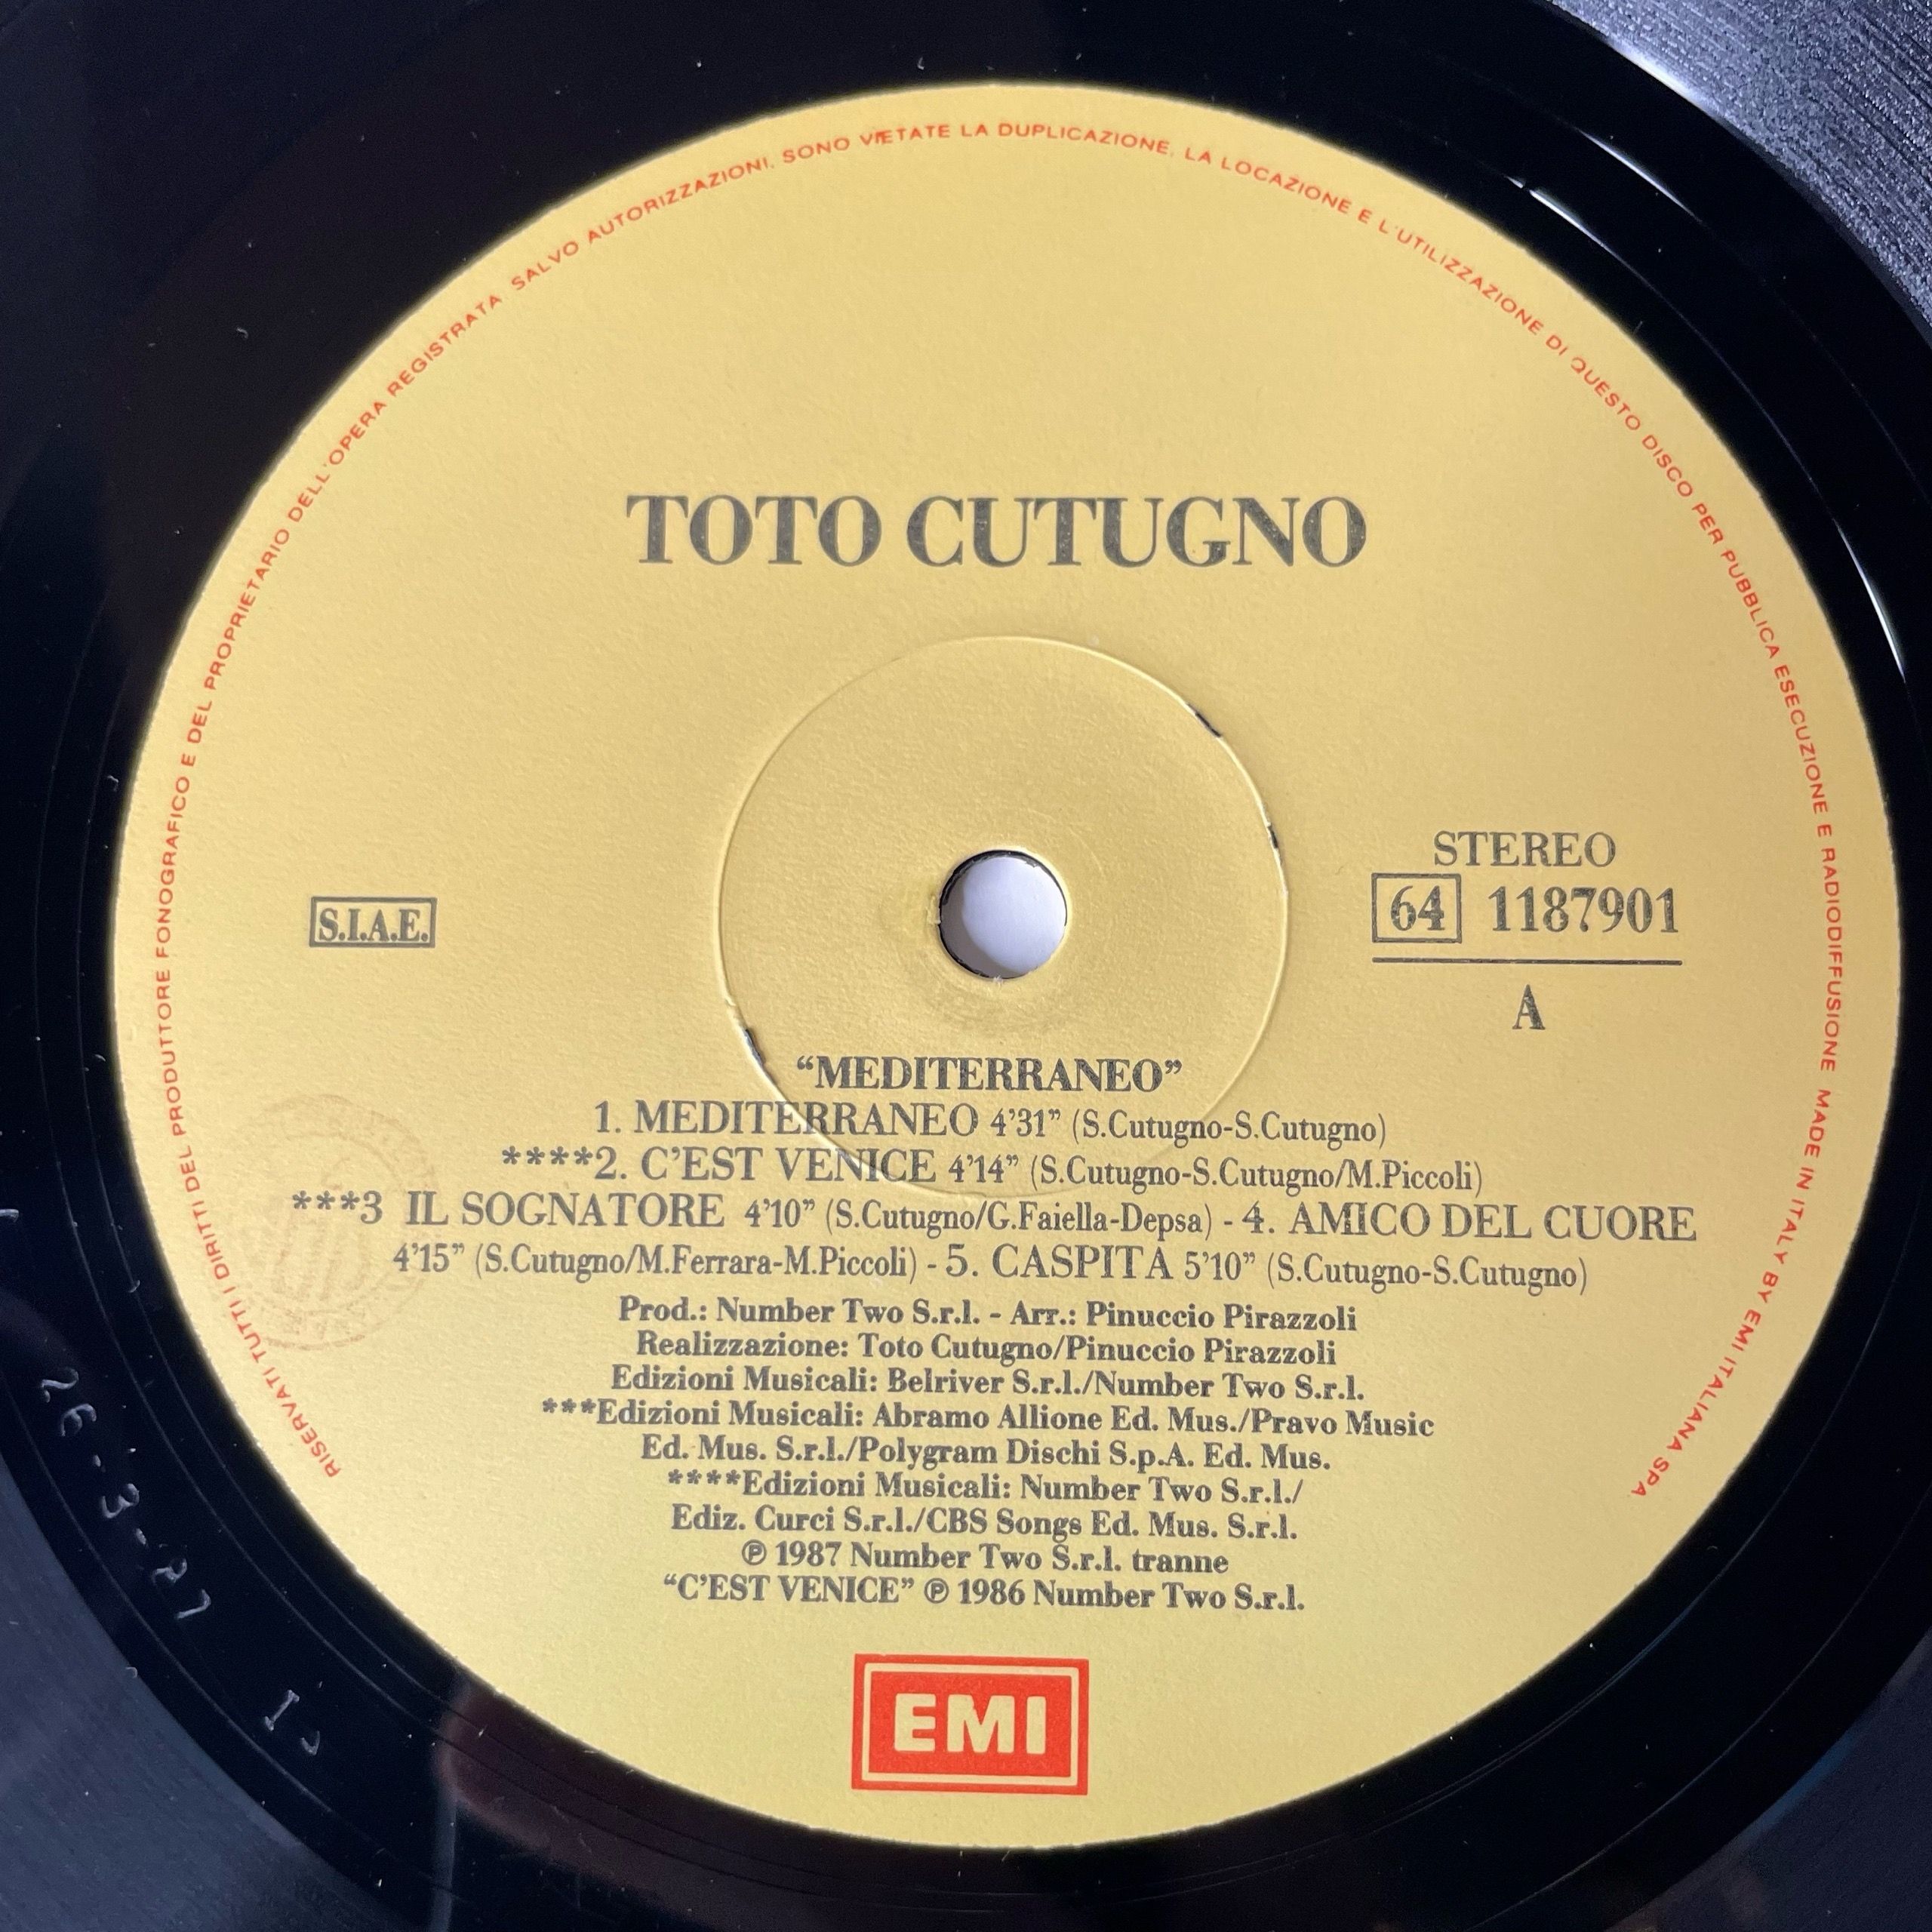 RISERVATI TUTTI I DIRITTI DEL PRODUTTORE FONOGRAFICO E DEL PROPRIETARIO DELL'OPERA REGISTRATA. SALVO AUTORIZZAZIONI, SONO VIETATE LA DUPLICAZIONE, LA LOCAZIONE E L'UTILIZZAZIONE DI QUESTO DISCO PER PUBBLICA ESECUZIONE E RADIODIFFUSIONE MADE IN ITALY BY EMI ITALIANA SPA
TOTO CUTUGNO
STEREO
S.I.A.E.
64 1187901
A
“MEDITERRANEO”
1. MEDITERRANEO 4’31” (S.Cutugno-S.Cutugno)
****2. C’EST VENICE 4’14” (S.Cutugno-S.Cutugno/M.Piccoli)
***3 IL SOGNATORE 4’10” (S.Cutugno/G.Faiella-Depsa) - 4. AMICO DEL CUORE
4’15” (S.Cutugno/M.Ferrara-M.Piccoli) - 5. CASPITA 5’10” (S.Cutugno-S.Cutugno)
Prod.: Number Two S.r.l. - Arr.: Pinuccio Pirazzoli
Realizzazione: Toto Cutugno/Pinuccio Pirazzoli
Edizioni Musicali: Belriver S.r.l./Number Two S.r.l.
***Edizioni Musicali: Abramo Allione Ed. Mus./Pravo Music
Ed. Mus. S.r.l./Polygram Dischi S.p.A. Ed. Mus.
****Edizioni Musicali: Number Two S.r.l./
Ediz. Curci S.r.l./CBS Songs Ed. Mus. S.r.l.
℗ 1987 Number Two S.r.l. tranne
“C’EST VENICE” ℗ 1986 Number Two S.r.l.
EMI
26-3-87